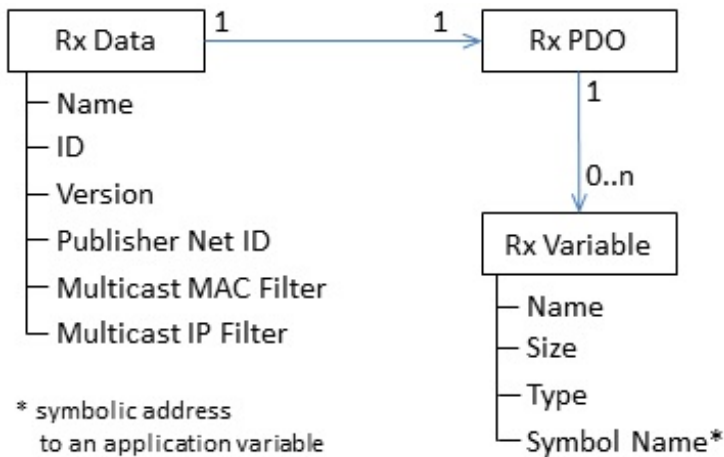 Rx Data 1 1 Rx PDO
Name
ID
Version
Publisher Net ID
Multicast MAC Filter
Multicast IP Filter
* symbolic address
to an application variable
1
0..n
Rx Variable
Name
Size
Type
Symbol Name*